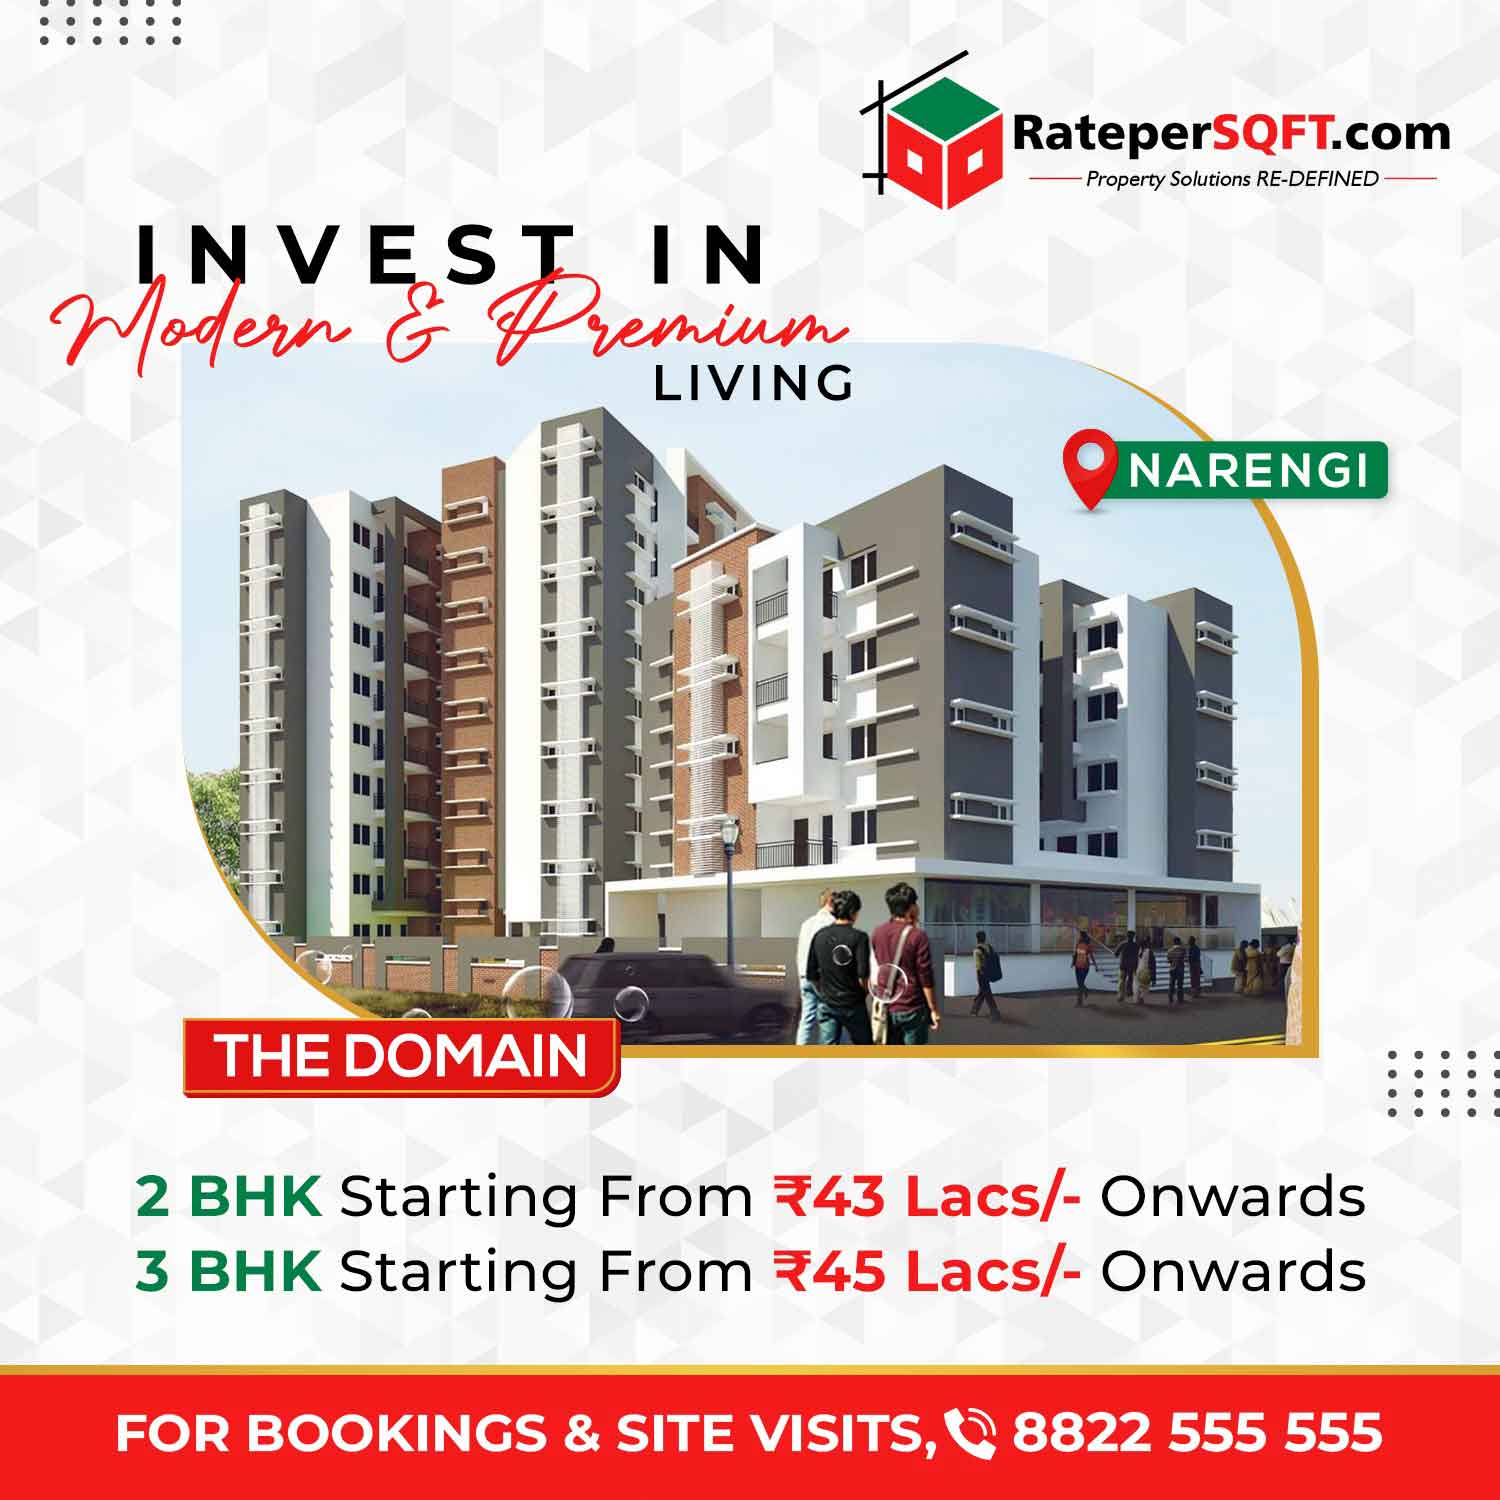 RateperSQFT.com
Property Solutions RE-DEFINED
INVEST IN
Modern & Premium
LIVING
NARENGI
THE DOMAIN
2 BHK Starting From ₹43 Lacs/- Onwards
3 BHK Starting From ₹45 Lacs/- Onwards
FOR BOOKINGS & SITE VISITS, 8822 555 555